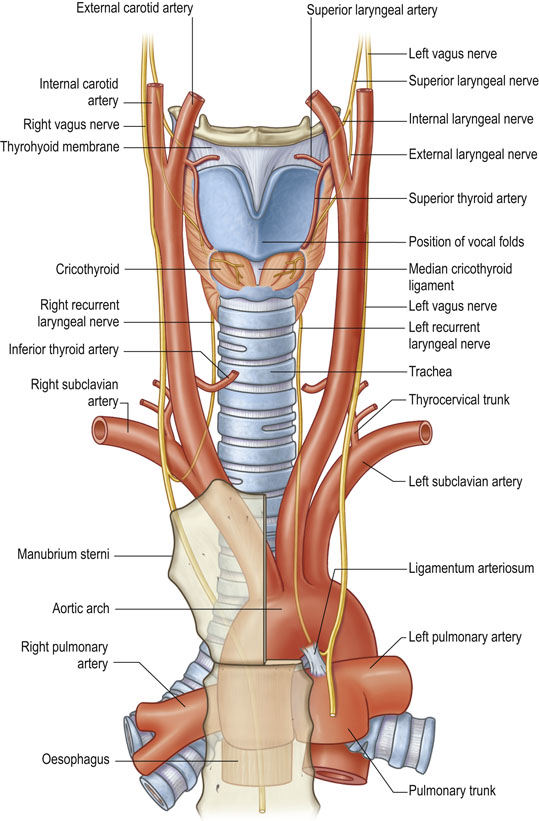 External carotid artery
Superior laryngeal artery
Left vagus nerve
Superior laryngeal nerve
Internal carotid
artery
Right vagus nerve
Thyrohyoid membrane
Internal laryngeal nerve
External laryngeal nerve
Superior thyroid artery
Position of vocal folds
Cricothyroid
Median cricothyroid
ligament
Right recurrent
laryngeal nerve
Left vagus nerve
Left recurrent
laryngeal nerve
Inferior thyroid artery
Trachea
Right subclavian
artery
Thyrocervical trunk
Left subclavian artery
Manubrium sterni
Ligamentum arteriosum
Aortic arch
Left pulmonary artery
Right pulmonary
artery
Oesophagus
Pulmonary trunk